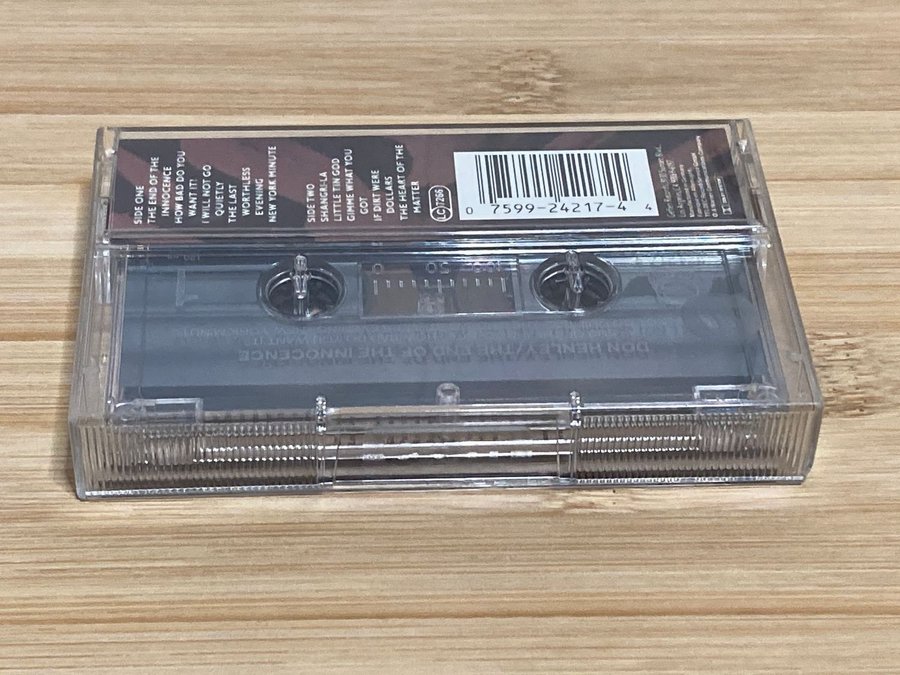 SIDE ONE
THE END OF THE
INNOCENCE
HOW BAD DO YOU
WANT IT?
I WILL NOT GO
QUIETLY
THE LAST
WORTHLESS
EVENING
NEW YORK MINUTE
SIDE TWO
SHANGRI-LA
LITTLE TIN GOD
GIMME WHAT YOU
GOT
IF DIRT WERE
DOLLARS
THE HEART OF THE
MATTER
LC 7266
0 7599-24217-4 4
100 50 0
DON HENLEY//THE END OF THE INNOCENCE